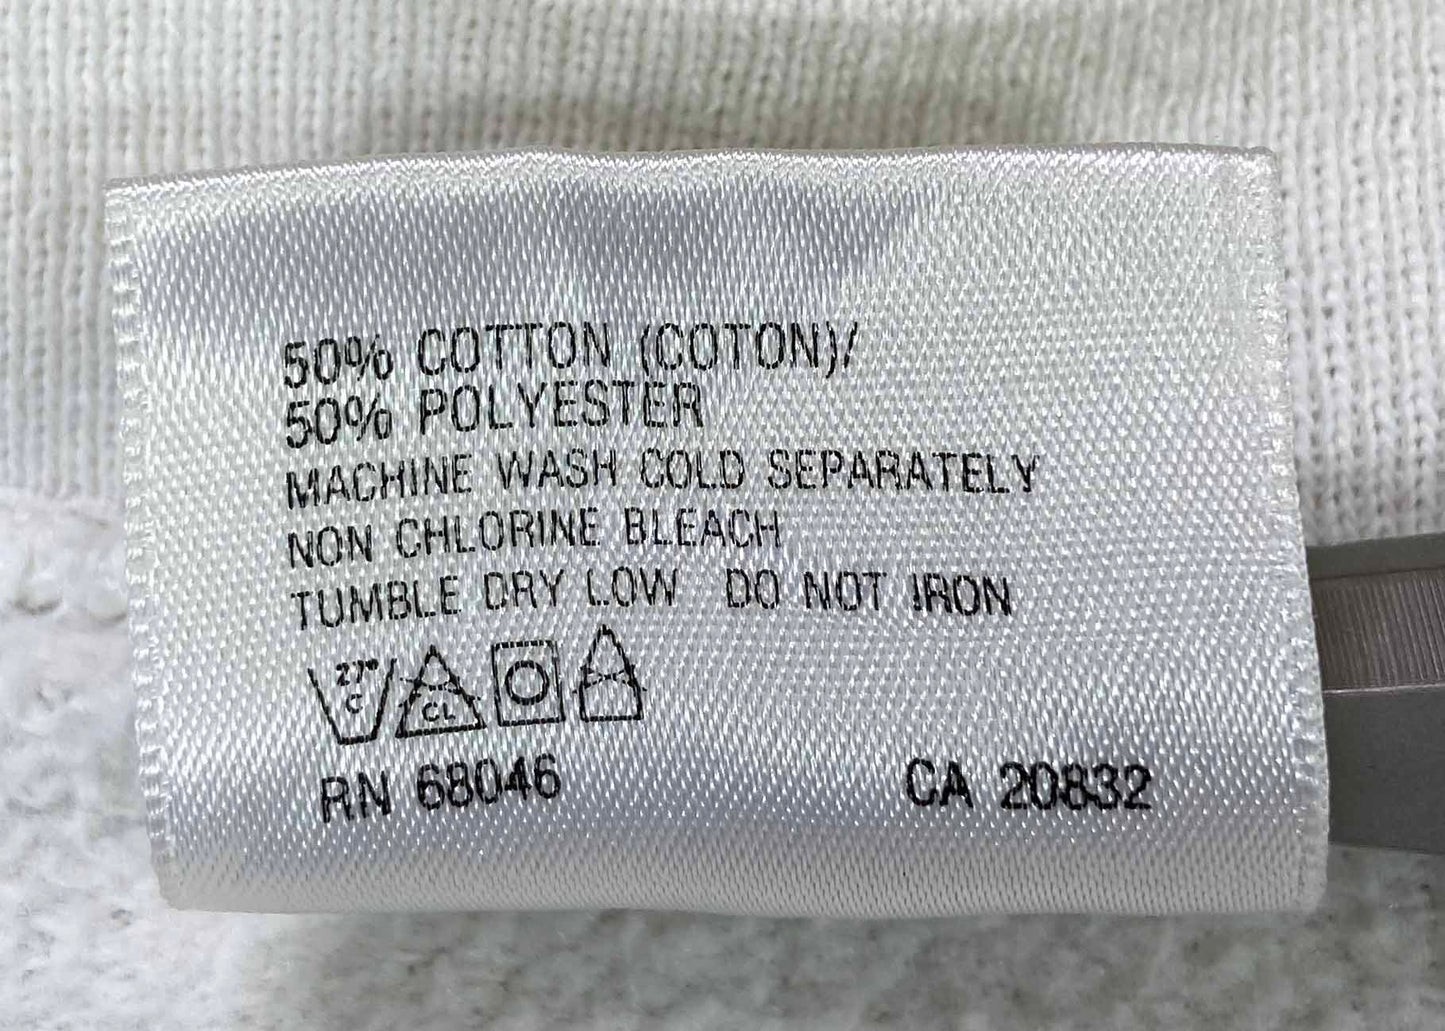 50% COTTON (COTON)/
50% POLYESTER
MACHINE WASH COLD SEPARATELY
NON CHLORINE BLEACH
TUMBLE DRY LOW DO NOT IRON
27°
C
CL
RN 68046 CA 20832